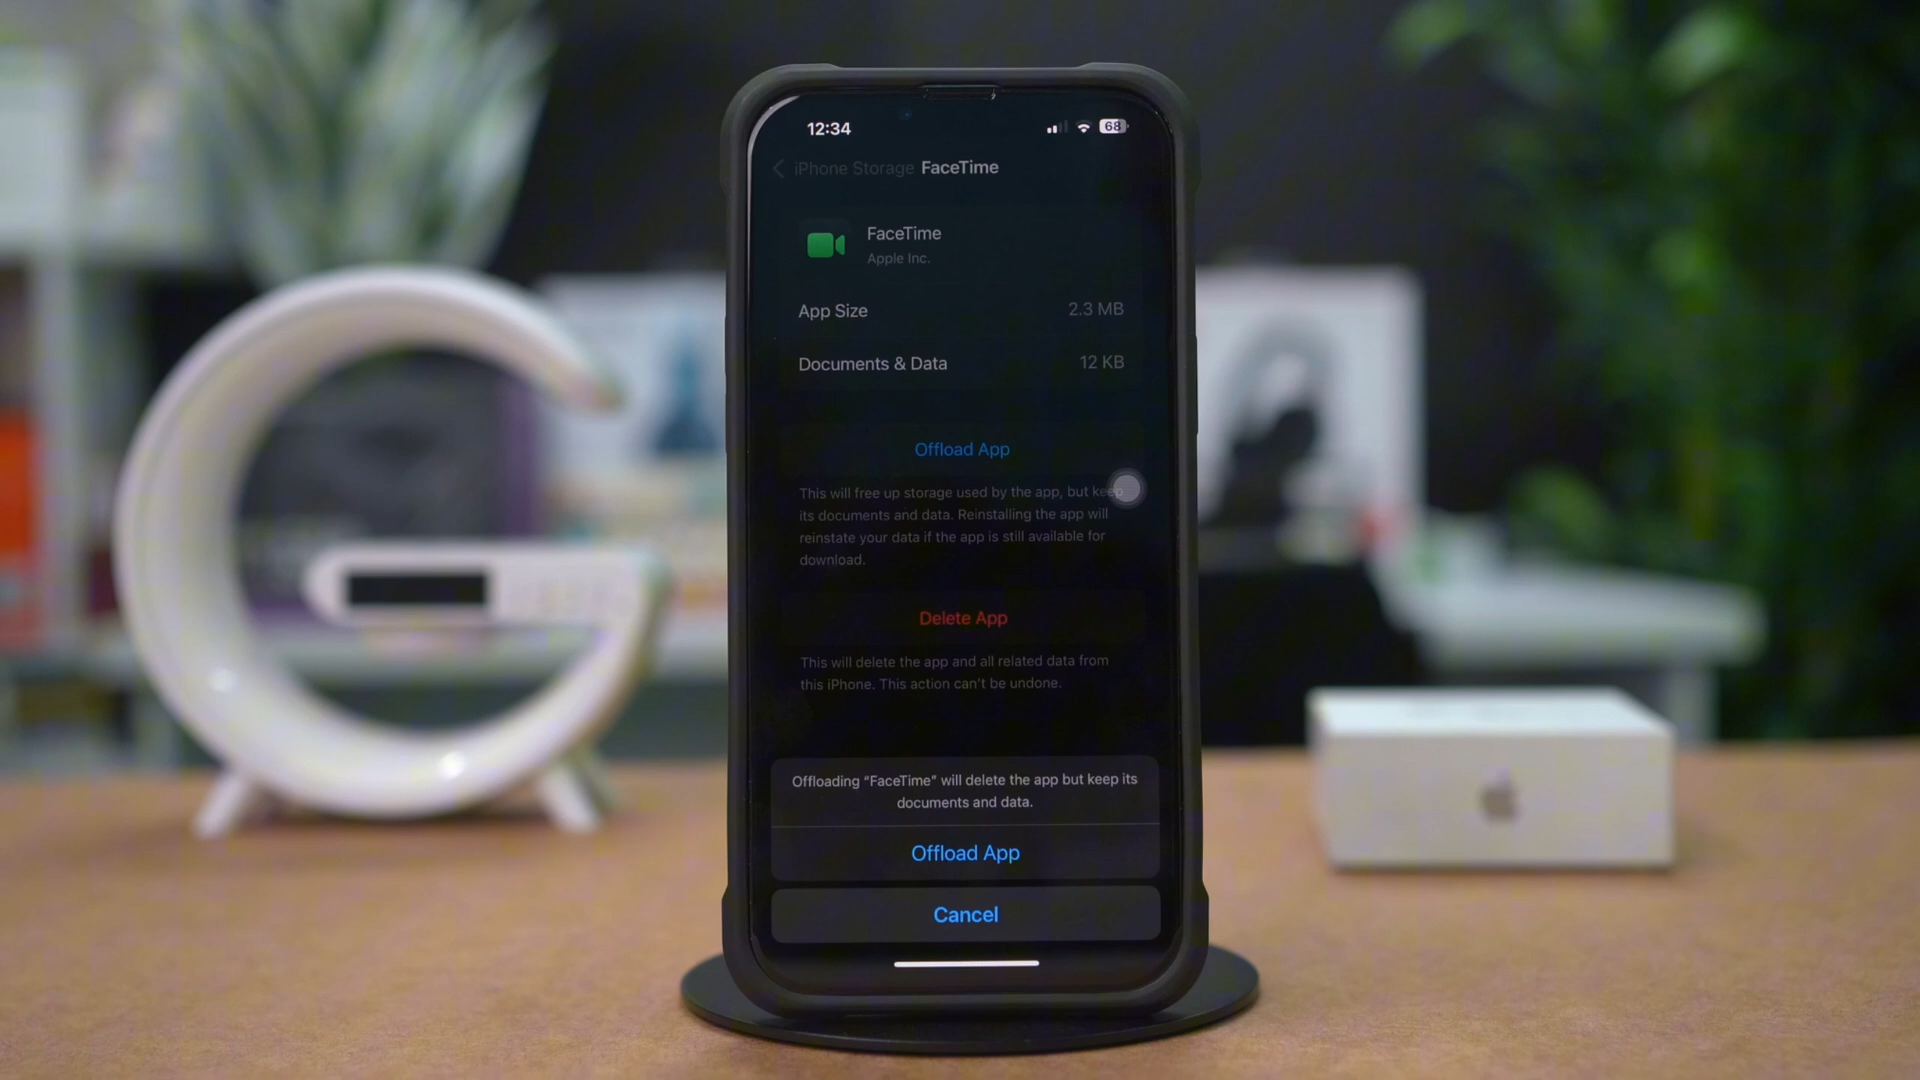 12:34
68
iPhone Storage FaceTime
FaceTime
Apple Inc.
App Size 2.3 MB
Documents & Data 12 KB
Offload App
This will free up storage used by the app, but keep
its documents and data. Reinstalling the app will
reinstate your data if the app is still available for
download.
Delete App
This will delete the app and all related data from
this iPhone. This action can't be undone.
Offloading “FaceTime” will delete the app but keep its
documents and data.
Offload App
Cancel